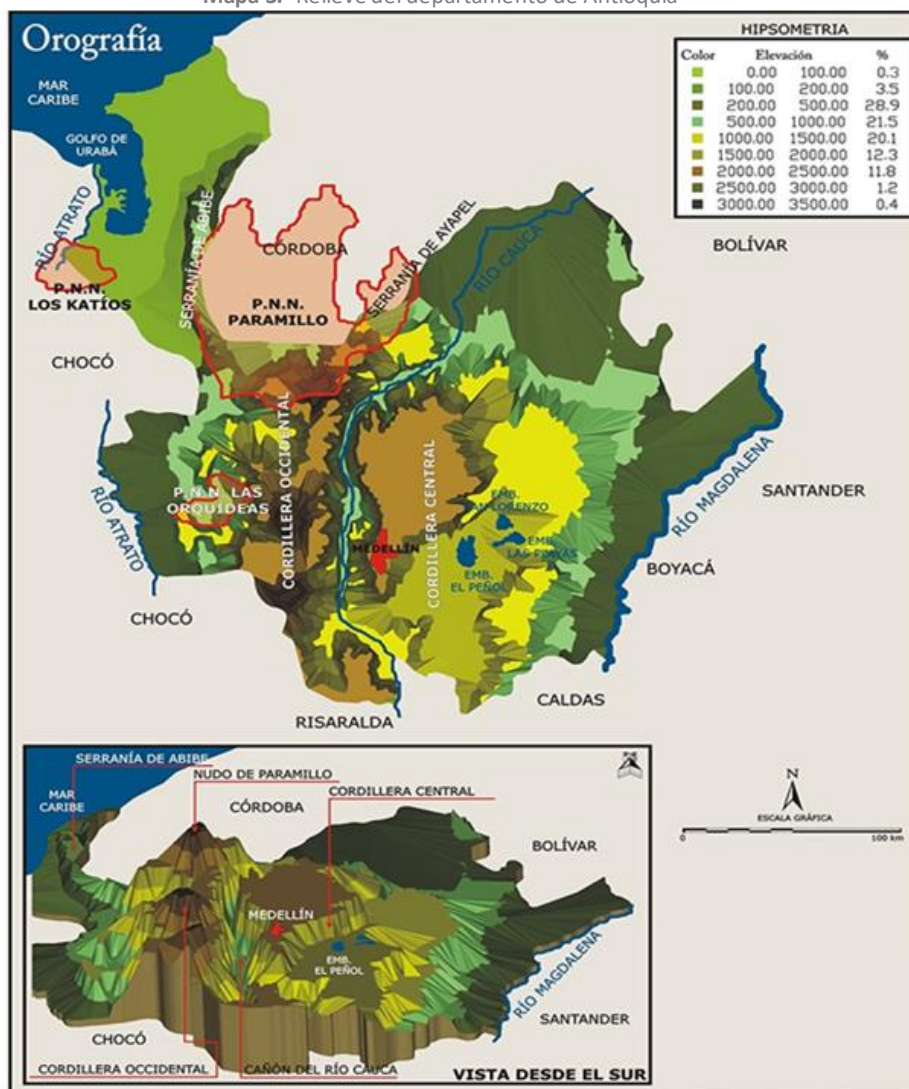 Mapa 3. Relieve del departamento de Antioquia
Orografía
HIPSOMETRIA
Color Elevación %
0.00 100.00 0.3
100.00 200.00 3.5
200.00 500.00 28.9
500.00 1000.00 21.5
1000.00 1500.00 20.1
1500.00 2000.00 12.3
2000.00 2500.00 11.8
2500.00 3000.00 1.2
3000.00 3500.00 0.4
MAR
CARIBE
GOLFO DE
URABÁ
RÍO ATRATO
SERRANÍA DE ABIBE
CÓRDOBA
SERRANÍA DE AYAPEL
RÍO CAUCA
BOLÍVAR
P.N.N.
LOS KATÍOS
P.N.N.
PARAMILLO
CHOCÓ
CORDILLERA OCCIDENTAL
CORDILLERA CENTRAL
RÍO MAGDALENA
P.N.N. LAS
ORQUÍDEAS
RÍO ATRATO
SANTANDER
EMB.
SAN LORENZO
MEDELLÍN
EMB.
LAS PLAYAS
EMB.
EL PEÑOL
BOYACÁ
CHOCÓ
CALDAS
RISARALDA
SERRANÍA DE ABIBE
NUDO DE PARAMILLO
CORDILLERA CENTRAL
MAR
CARIBE
CÓRDOBA
BOLÍVAR
MEDELLÍN
EMB.
EL PEÑOL
RÍO MAGDALENA
SANTANDER
CHOCÓ
CORDILLERA OCCIDENTAL
CAÑÓN DEL RÍO CAUCA
VISTA DESDE EL SUR
N
ESCALA GRÁFICA
0 100 km